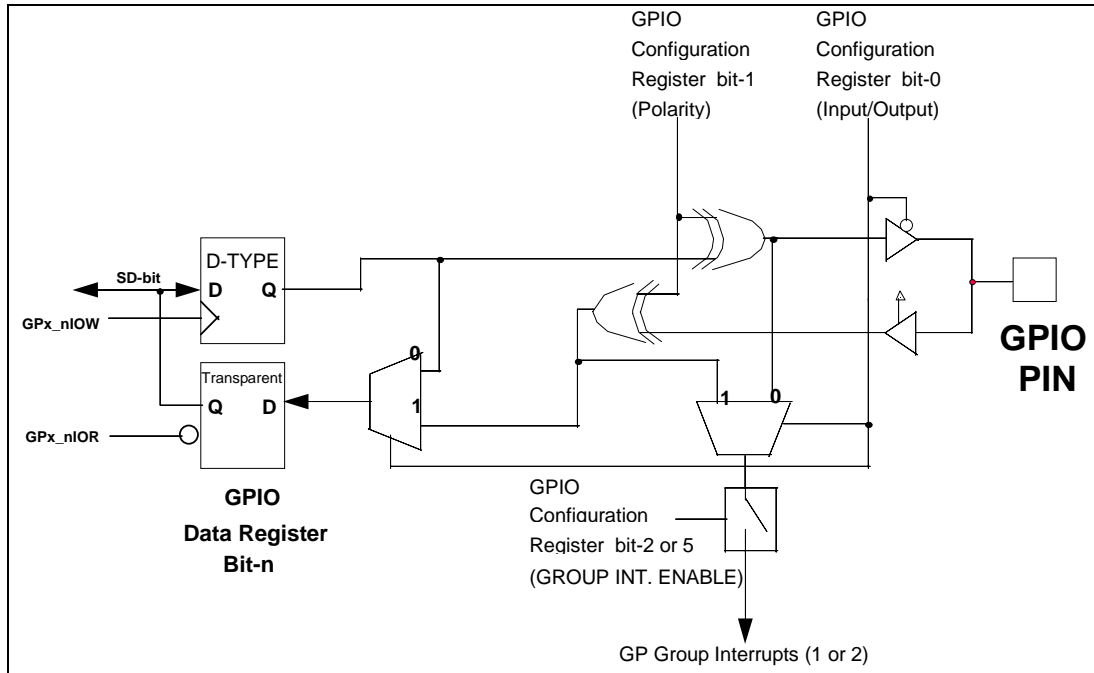 GPIO
Configuration
Register bit-1
(Polarity)
GPIO
Configuration
Register bit-0
(Input/Output)
D-TYPE
SD-bit
D Q
GPx_nIOW
Transparent
Q D
GPx_nIOR
0
1
1 0
GPIO
PIN
GPIO
Data Register
Bit-n
GPIO
Configuration
Register bit-2 or 5
(GROUP INT. ENABLE)
GP Group Interrupts (1 or 2)